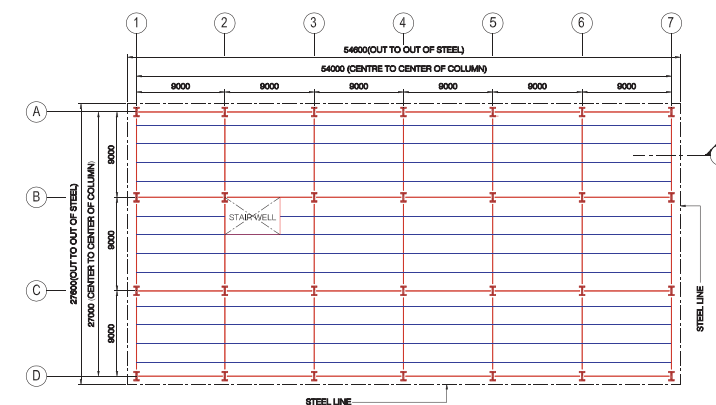 1 2 3 4 5 6 7
54600(OUT TO OUT OF STEEL)
54000 (CENTRE TO CENTER OF COLUMN)
9000 9000 9000 9000 9000 9000
A
B
C
D
27600(OUT TO OUT OF STEEL)
27000 (CENTER TO CENTER OF COLUMN)
9000
9000
9000
STAIR WELL
STEEL LINE
STEEL LINE